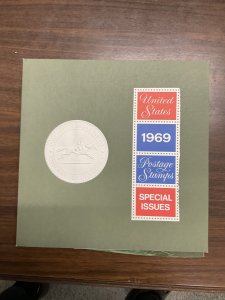 United
States
1969
Postage
Stamps
SPECIAL
ISSUES